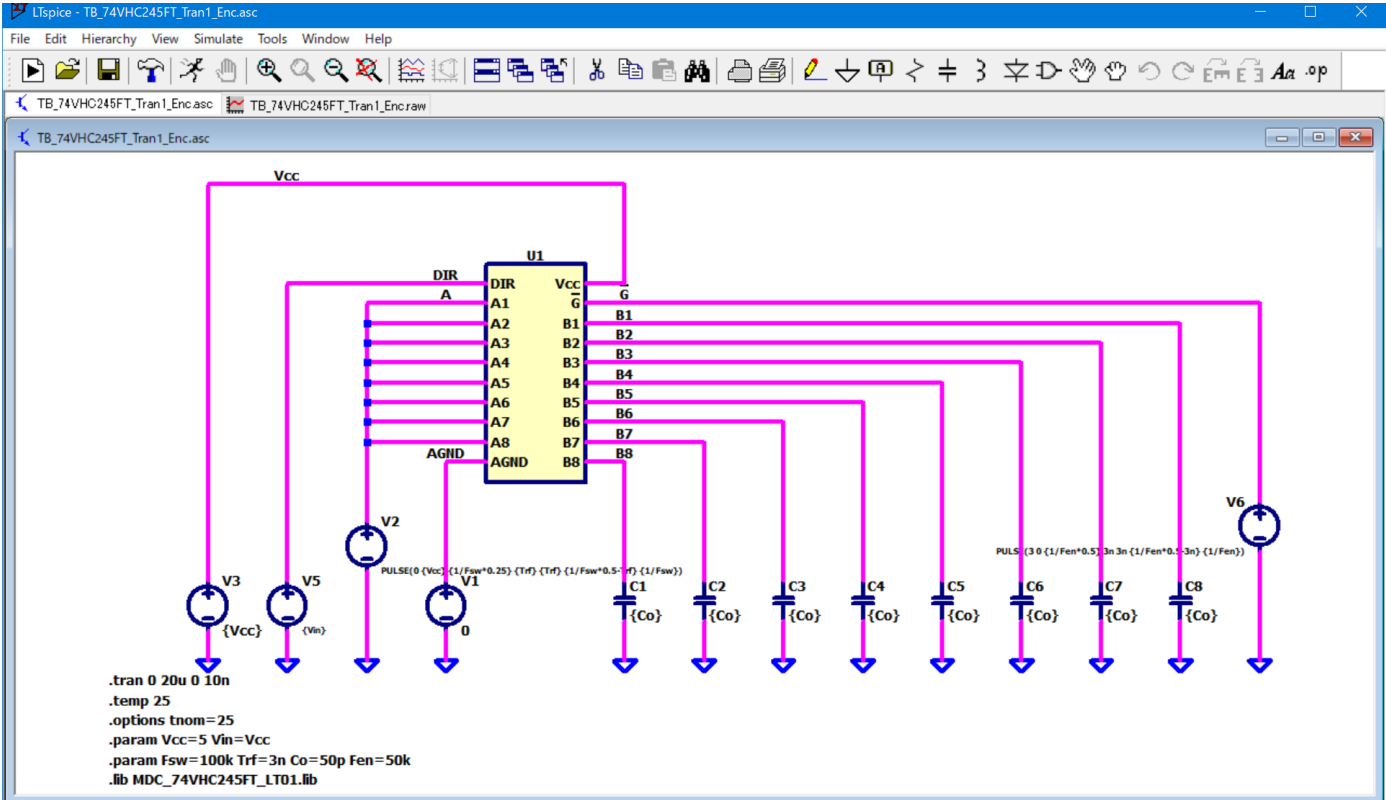 LTspice - TB_74VHC245FT_Tran1_Enc.asc
File Edit Hierarchy View Simulate Tools Window Help
Aa .op
TB_74VHC245FT_Tran1_Enc.asc TB_74VHC245FT_Tran1_Enc.raw
TB_74VHC245FT_Tran1_Enc.asc
Vcc
U1
DIR DIR Vcc
A A1 G G
A2 B1 B1
A3 B2 B2
A4 B3 B3
A5 B4 B4
A6 B5 B5
A7 B6 B6
A8 B7 B7
AGND AGND B8 B8
V6
PULSE(3 0 {1/Fen*0.5} 3n 3n {1/Fen*0.5-3n} {1/Fen})
V2
PULSE(0 {Vcc} {1/Fsw*0.25} {Trf} {Trf} {1/Fsw*0.5-Trf} {1/Fsw})
V3 V5 V1 C1 C2 C3 C4 C5 C6 C7 C8
{Vcc} {Vin} 0 {Co} {Co} {Co} {Co} {Co} {Co} {Co} {Co}
.tran 0 20u 0 10n
.temp 25
.options tnom=25
.param Vcc=5 Vin=Vcc
.param Fsw=100k Trf=3n Co=50p Fen=50k
.lib MDC_74VHC245FT_LT01.lib